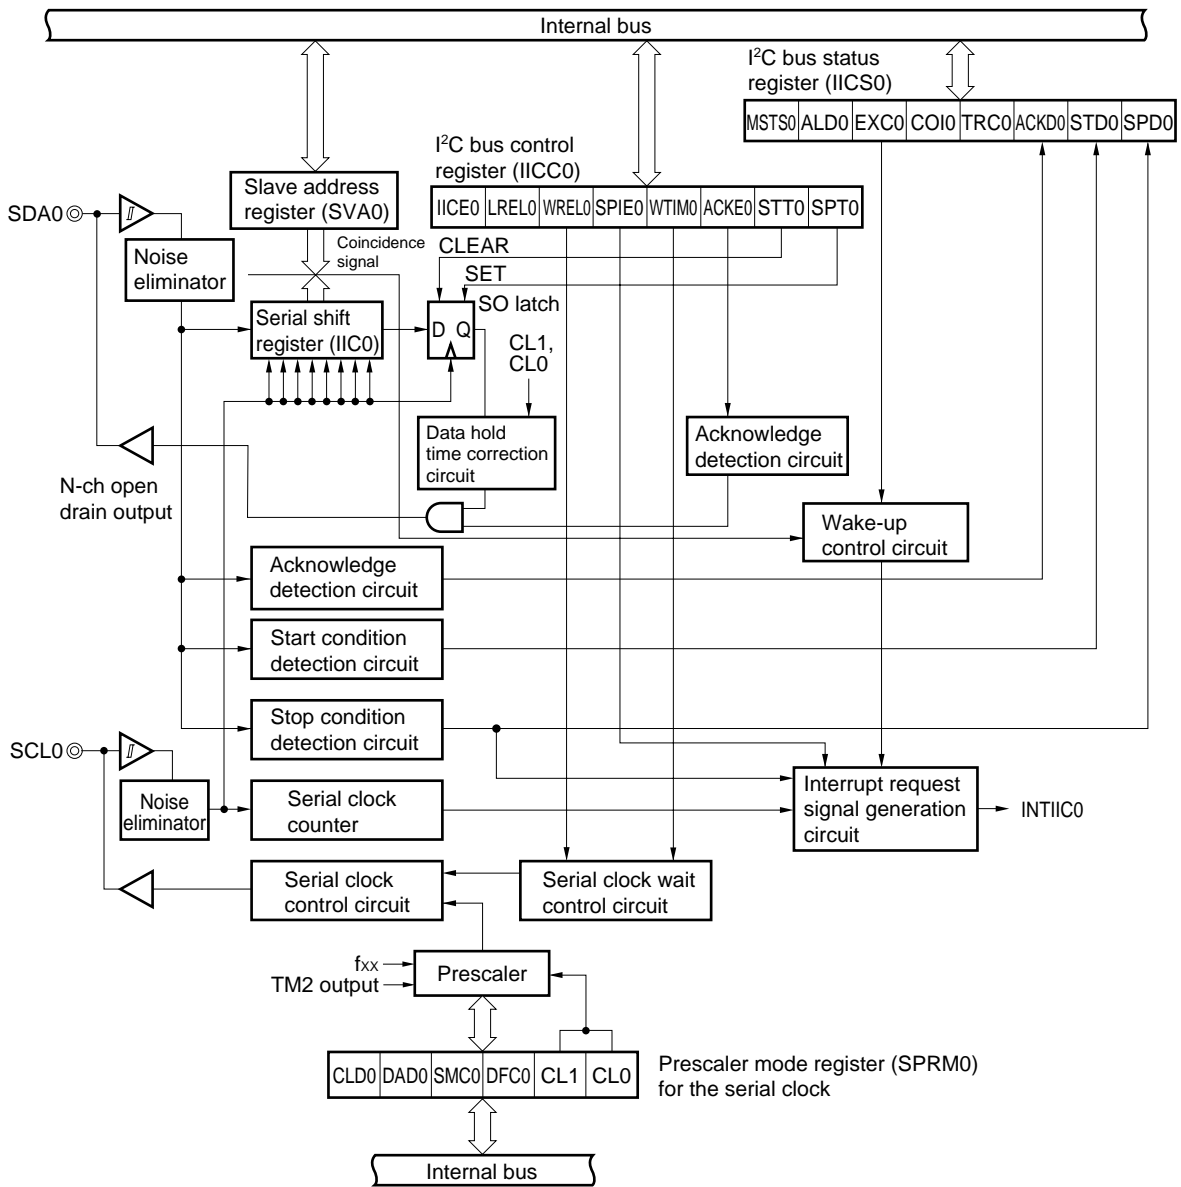 Internal bus
I²C bus status
register (IICS0)
MSTS0 ALD0 EXC0 COI0 TRC0 ACKD0 STD0 SPD0
I²C bus control
register (IICC0)
IICE0 LREL0 WREL0 SPIE0 WTIM0 ACKE0 STT0 SPT0
Slave address
register (SVA0)
SDA0
Noise
eliminator
Coincidence
signal
CLEAR
SET
SO latch
Serial shift
register (IIC0)
D Q
CL1,
CL0
Data hold
time correction
circuit
Acknowledge
detection circuit
N-ch open
drain output
Wake-up
control circuit
Acknowledge
detection circuit
Start condition
detection circuit
Stop condition
detection circuit
SCL0
Noise
eliminator
Serial clock
counter
Interrupt request
signal generation
circuit
INTIIC0
Serial clock
control circuit
Serial clock wait
control circuit
fxx
TM2 output
Prescaler
CLD0 DAD0 SMC0 DFC0 CL1 CL0
Prescaler mode register (SPRM0)
for the serial clock
Internal bus